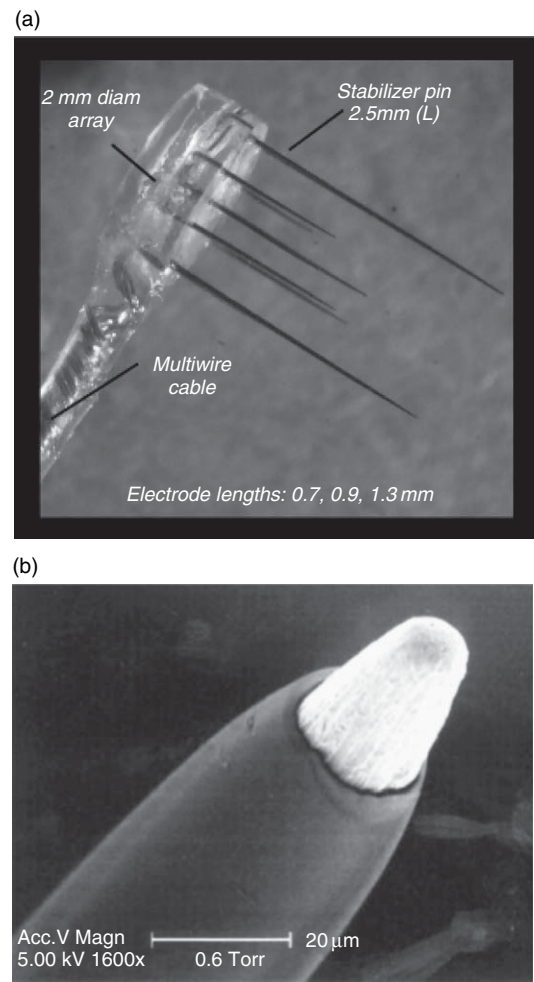 (a)
2 mm diam
array
Stabilizer pin
2.5mm (L)
Multiwire
cable
Electrode lengths: 0.7, 0.9, 1.3 mm
(b)
Acc.V Magn
5.00 kV 1600x
0.6 Torr
20 μm